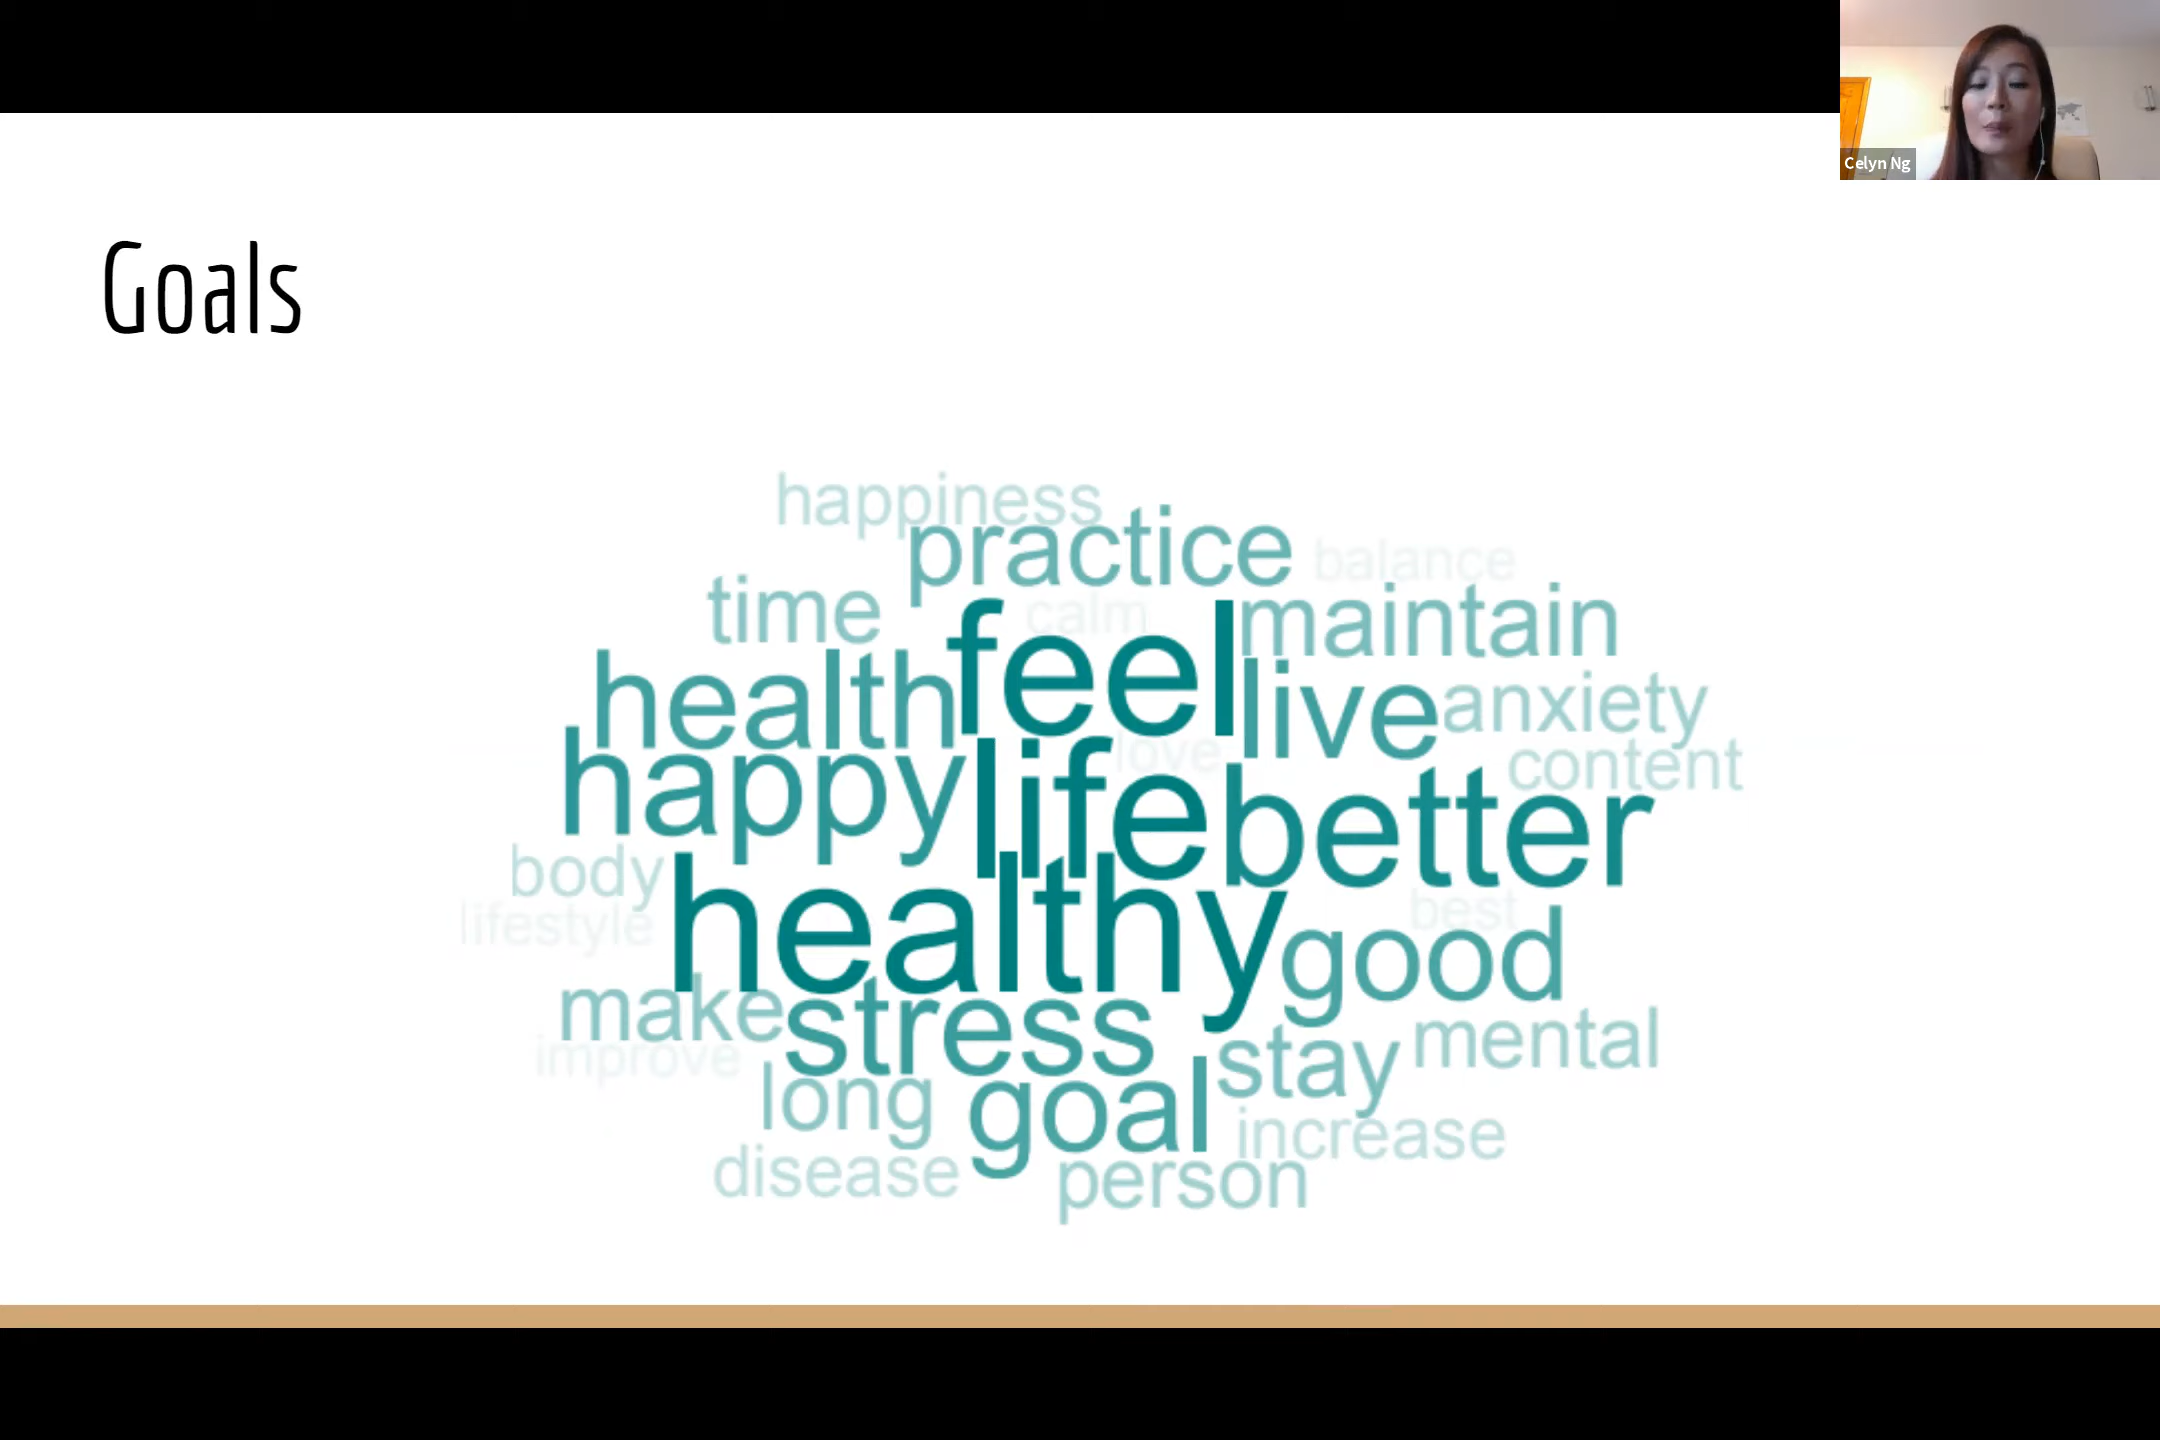 Celyn Ng
Goals
happiness
practice
balance
time
calm
maintain
feel
health
live
anxiety
love
content
happy
life
better
body
lifestyle
healthy
best
good
make
stress
improve
stay
mental
long
goal
increase
disease
person